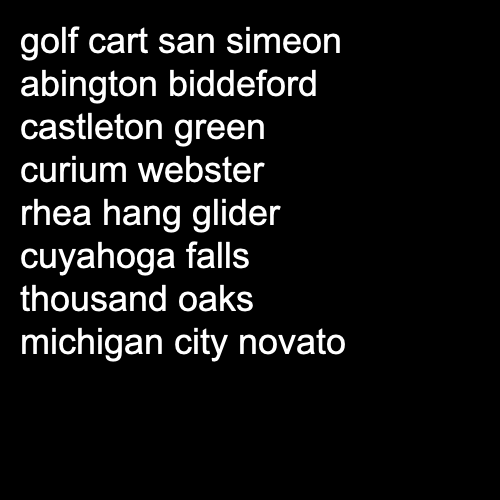 golf cart san simeon
abington biddeford
castleton green
curium webster
rhea hang glider
cuyahoga falls
thousand oaks
michigan city novato